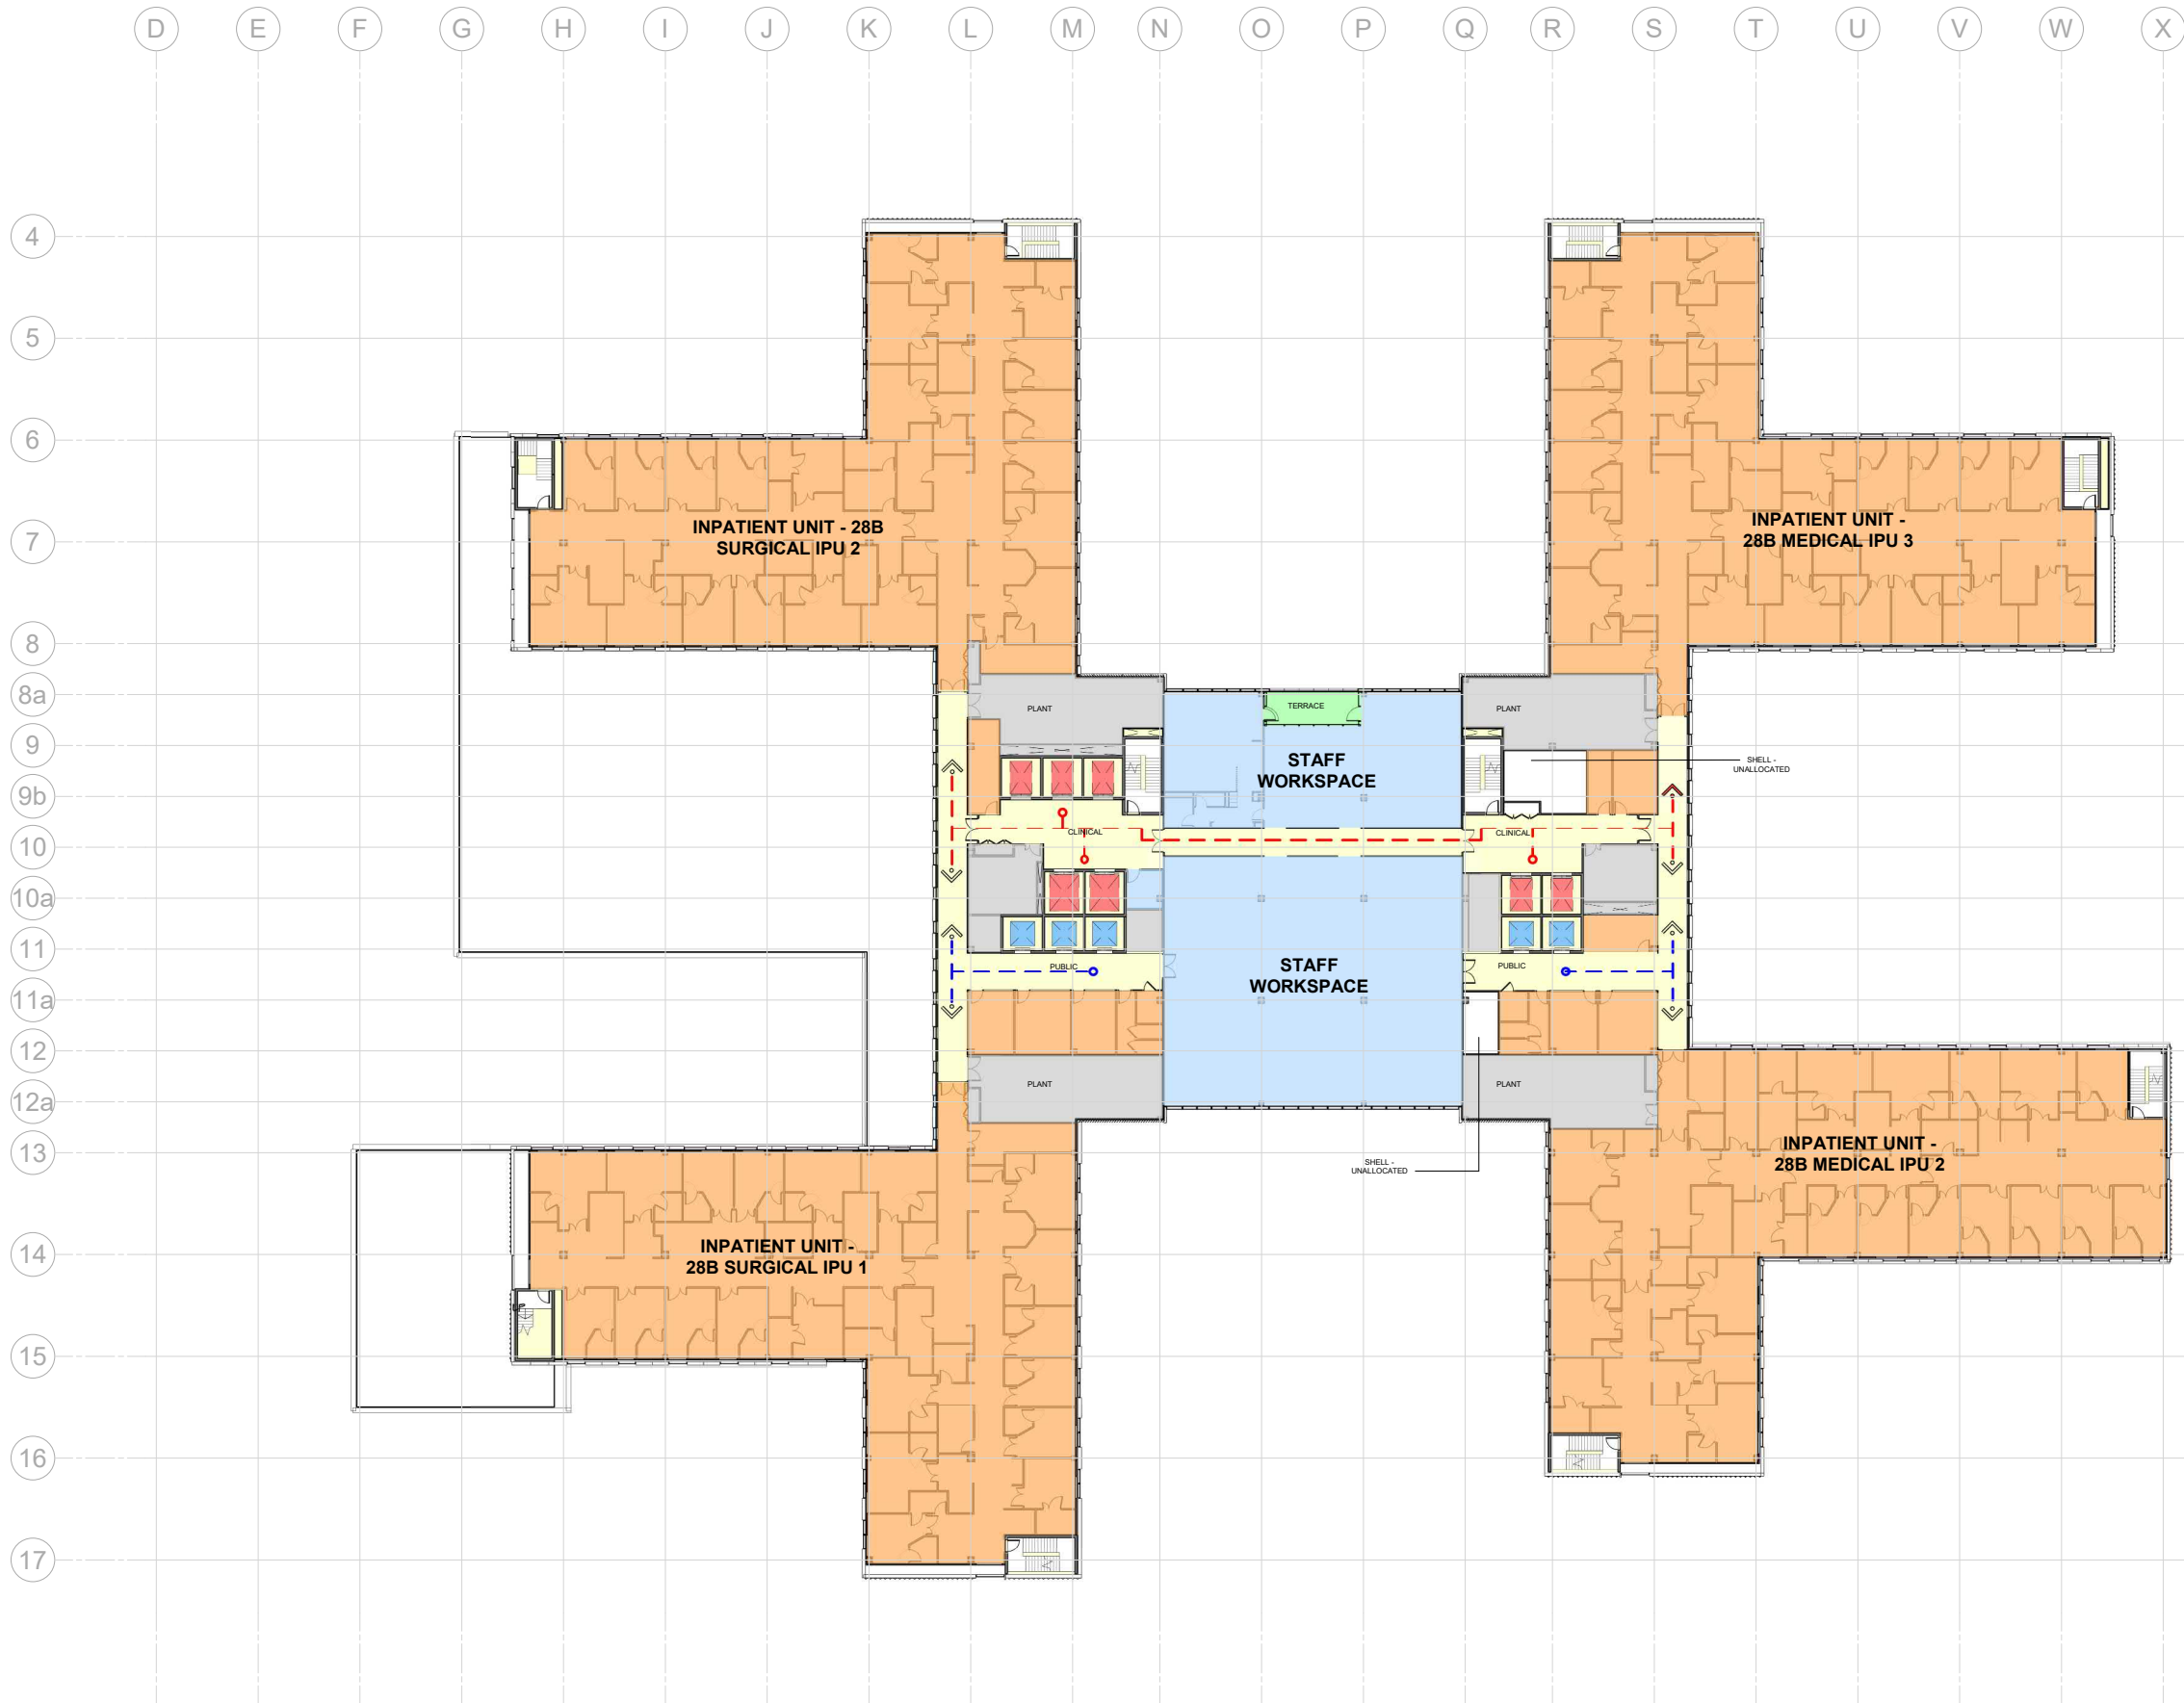 D E F G H I J K L M N O P Q R S T U V W X
4
5
6
INPATIENT UNIT - 28B
SURGICAL IPU 2
INPATIENT UNIT -
28B MEDICAL IPU 3
7
8
8a
PLANT
TERRACE
PLANT
9
STAFF
WORKSPACE
SHELL -
UNALLOCATED
9b
CLINICAL
CLINICAL
10
10a
11
PUBLIC
STAFF
WORKSPACE
PUBLIC
11a
12
PLANT
PLANT
12a
13
INPATIENT UNIT -
28B MEDICAL IPU 2
SHELL -
UNALLOCATED
14
INPATIENT UNIT -
28B SURGICAL IPU 1
15
16
17